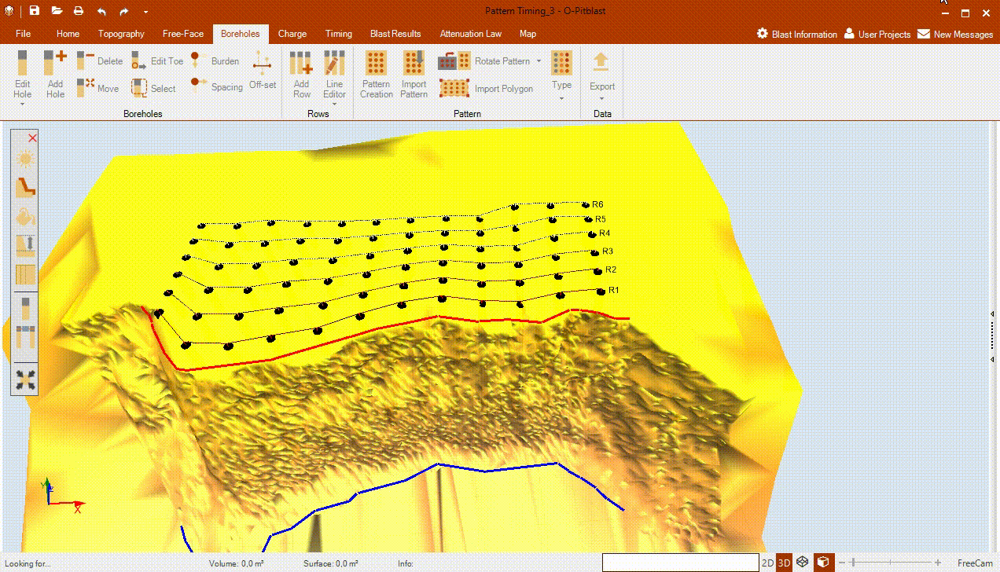 Pattern Timing_3 - O-Pitblast
File Home Topography Free-Face Boreholes Charge Timing Blast Results Attenuation Law Map Blast Information User Projects New Messages
Edit Hole
Add Hole
Delete
Move
Edit Toe
Select
Burden
Spacing
Off-set
Boreholes
Add Row
Line Editor
Rows
Pattern Creation
Import Pattern
Rotate Pattern
Import Polygon
Type
Pattern
Export
Data
R6
R5
R4
R3
R2
R1
Y
Z
X
Looking for... Volume: 0,0 m³ Surface: 0,0 m² Info: 2D 3D FreeCam